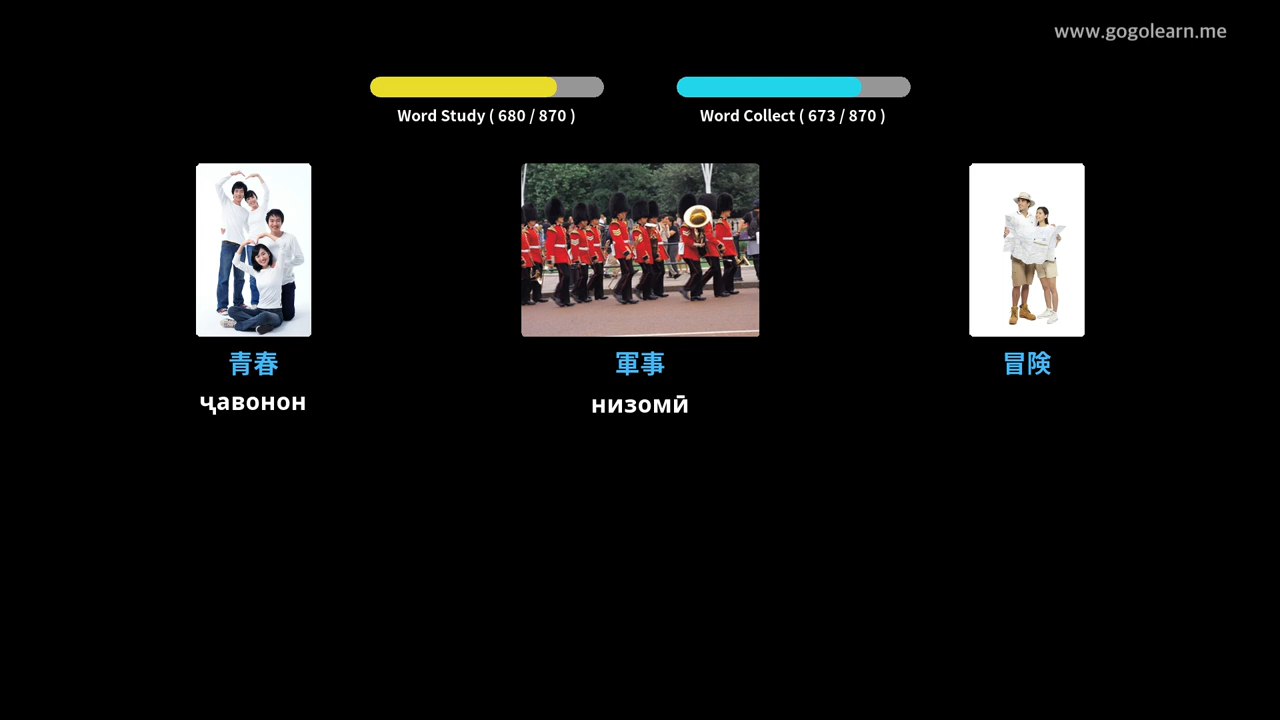 www.gogolearn.me
Word Study ( 680 / 870 )
Word Collect ( 673 / 870 )
青春
軍事
冒険
ҷавонон
низомӣ